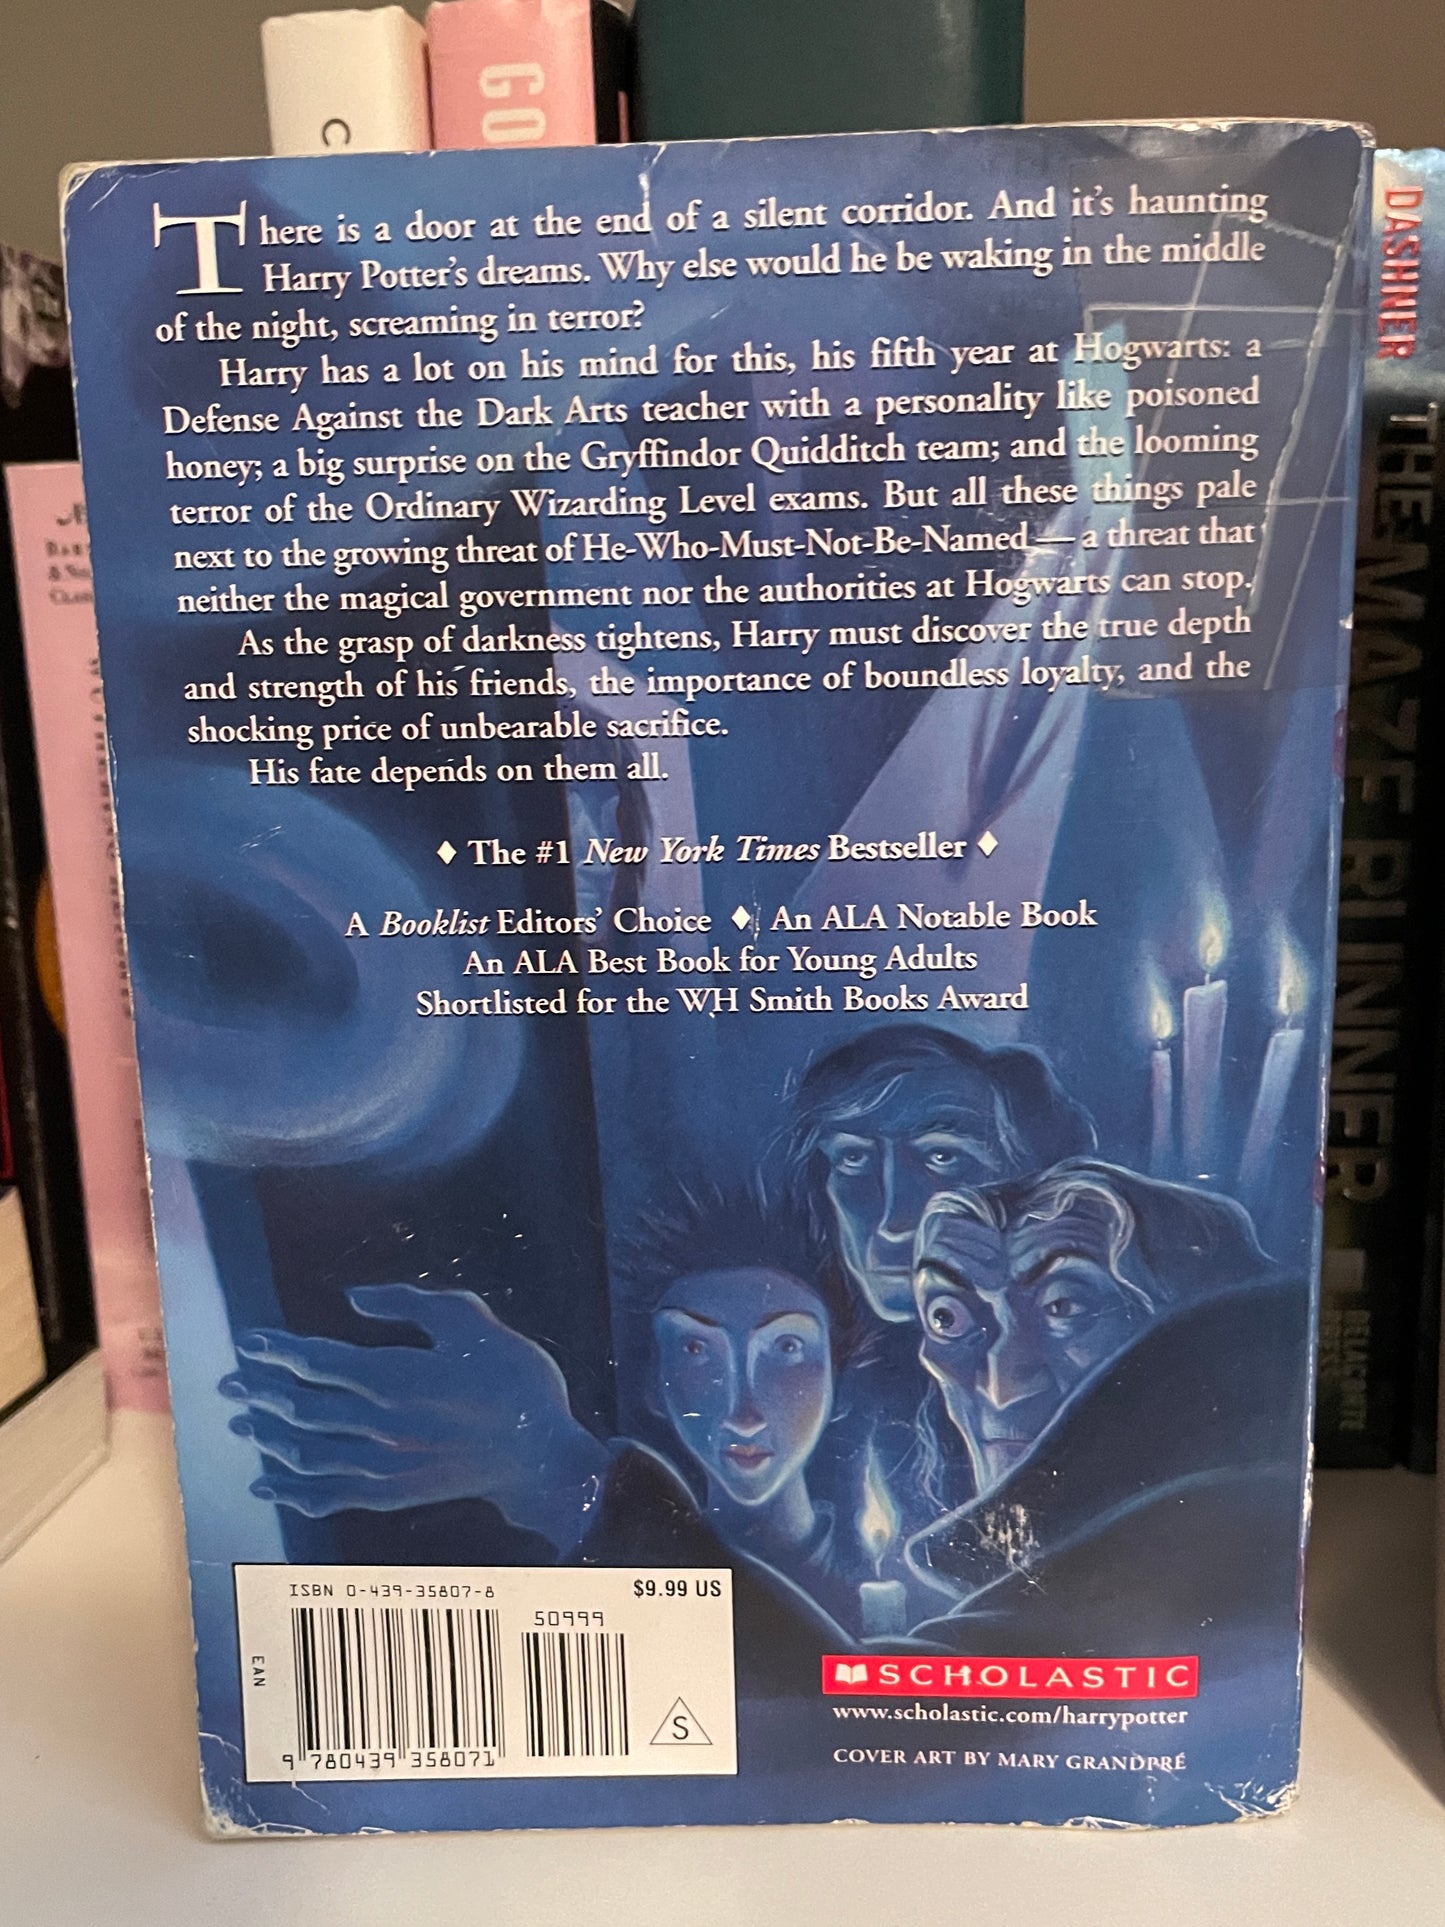 C
GO
There is a door at the end of a silent corridor. And it's haunting
Harry Potter's dreams. Why else would he be waking in the middle
of the night, screaming in terror?
Harry has a lot on his mind for this, his fifth year at Hogwarts: a
Defense Against the Dark Arts teacher with a personality like poisoned
honey; a big surprise on the Gryffindor Quidditch team; and the looming
terror of the Ordinary Wizarding Level exams. But all these things pale
next to the growing threat of He-Who-Must-Not-Be-Named — a threat that
neither the magical government nor the authorities at Hogwarts can stop.
As the grasp of darkness tightens, Harry must discover the true depth
and strength of his friends, the importance of boundless loyalty, and the
shocking price of unbearable sacrifice.
His fate depends on them all.
♦ The #1 New York Times Bestseller ♦
A Booklist Editors' Choice ♦ An ALA Notable Book
An ALA Best Book for Young Adults
Shortlisted for the WH Smith Books Award
ISBN 0-439-35807-8
$9.99 US
50999
EAN
S
9 780439 358071
SCHOLASTIC
www.scholastic.com/harrypotter
COVER ART BY MARY GRANDPRÉ
DASHNER
THE MAZE RUNNER
DELACORTE
PRESS